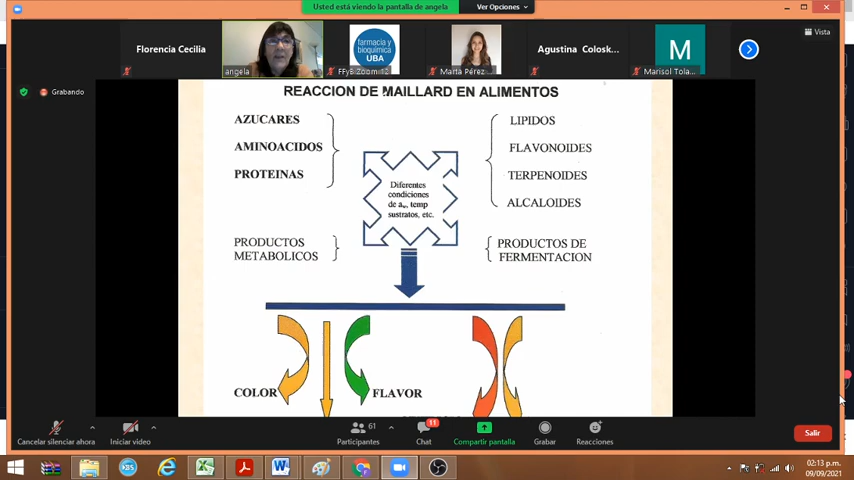 Usted está viendo la pantalla de angela
Ver Opciones
Vista
Florencia Cecilia
angela
farmacia y bioquímica UBA
FFyB Zoom 12
Marta Pérez...
Agustina Colosk...
M
Marisol Tola...
Grabando
REACCION DE MAILLARD EN ALIMENTOS
AZUCARES
AMINOACIDOS
PROTEINAS
LIPIDOS
FLAVONOIDES
TERPENOIDES
ALCALOIDES
Diferentes
condiciones
de aw, temp
sustratos, etc.
PRODUCTOS
METABOLICOS
PRODUCTOS DE
FERMENTACION
COLOR
FLAVOR
Cancelar silenciar ahora
Iniciar video
61
Participantes
11
Chat
Compartir pantalla
Grabar
Reacciones
Salir
02:13 p.m.
09/09/2021